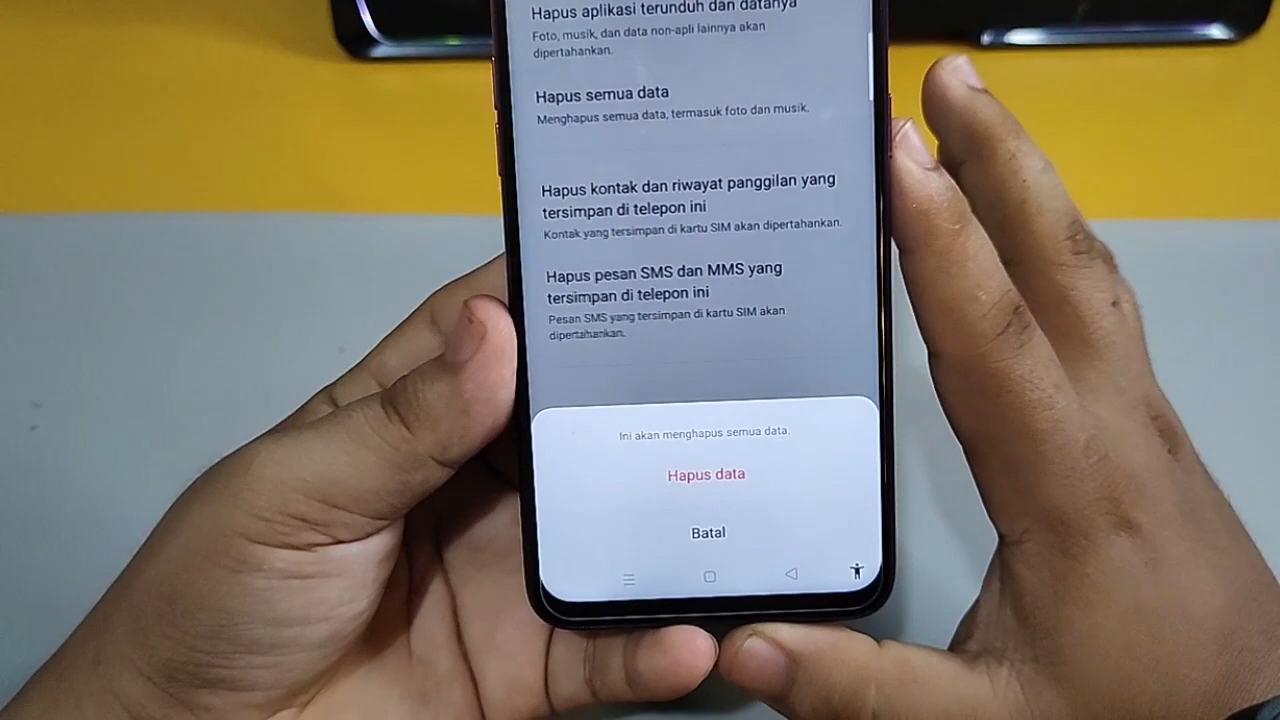 Hapus aplikasi terunduh dan datanya
Foto, musik, dan data non-apli lainnya akan
dipertahankan.
Hapus semua data
Menghapus semua data, termasuk foto dan musik.
Hapus kontak dan riwayat panggilan yang
tersimpan di telepon ini
Kontak yang tersimpan di kartu SIM akan dipertahankan.
Hapus pesan SMS dan MMS yang
tersimpan di telepon ini
Pesan SMS yang tersimpan di kartu SIM akan
dipertahankan.
Ini akan menghapus semua data.
Hapus data
Batal